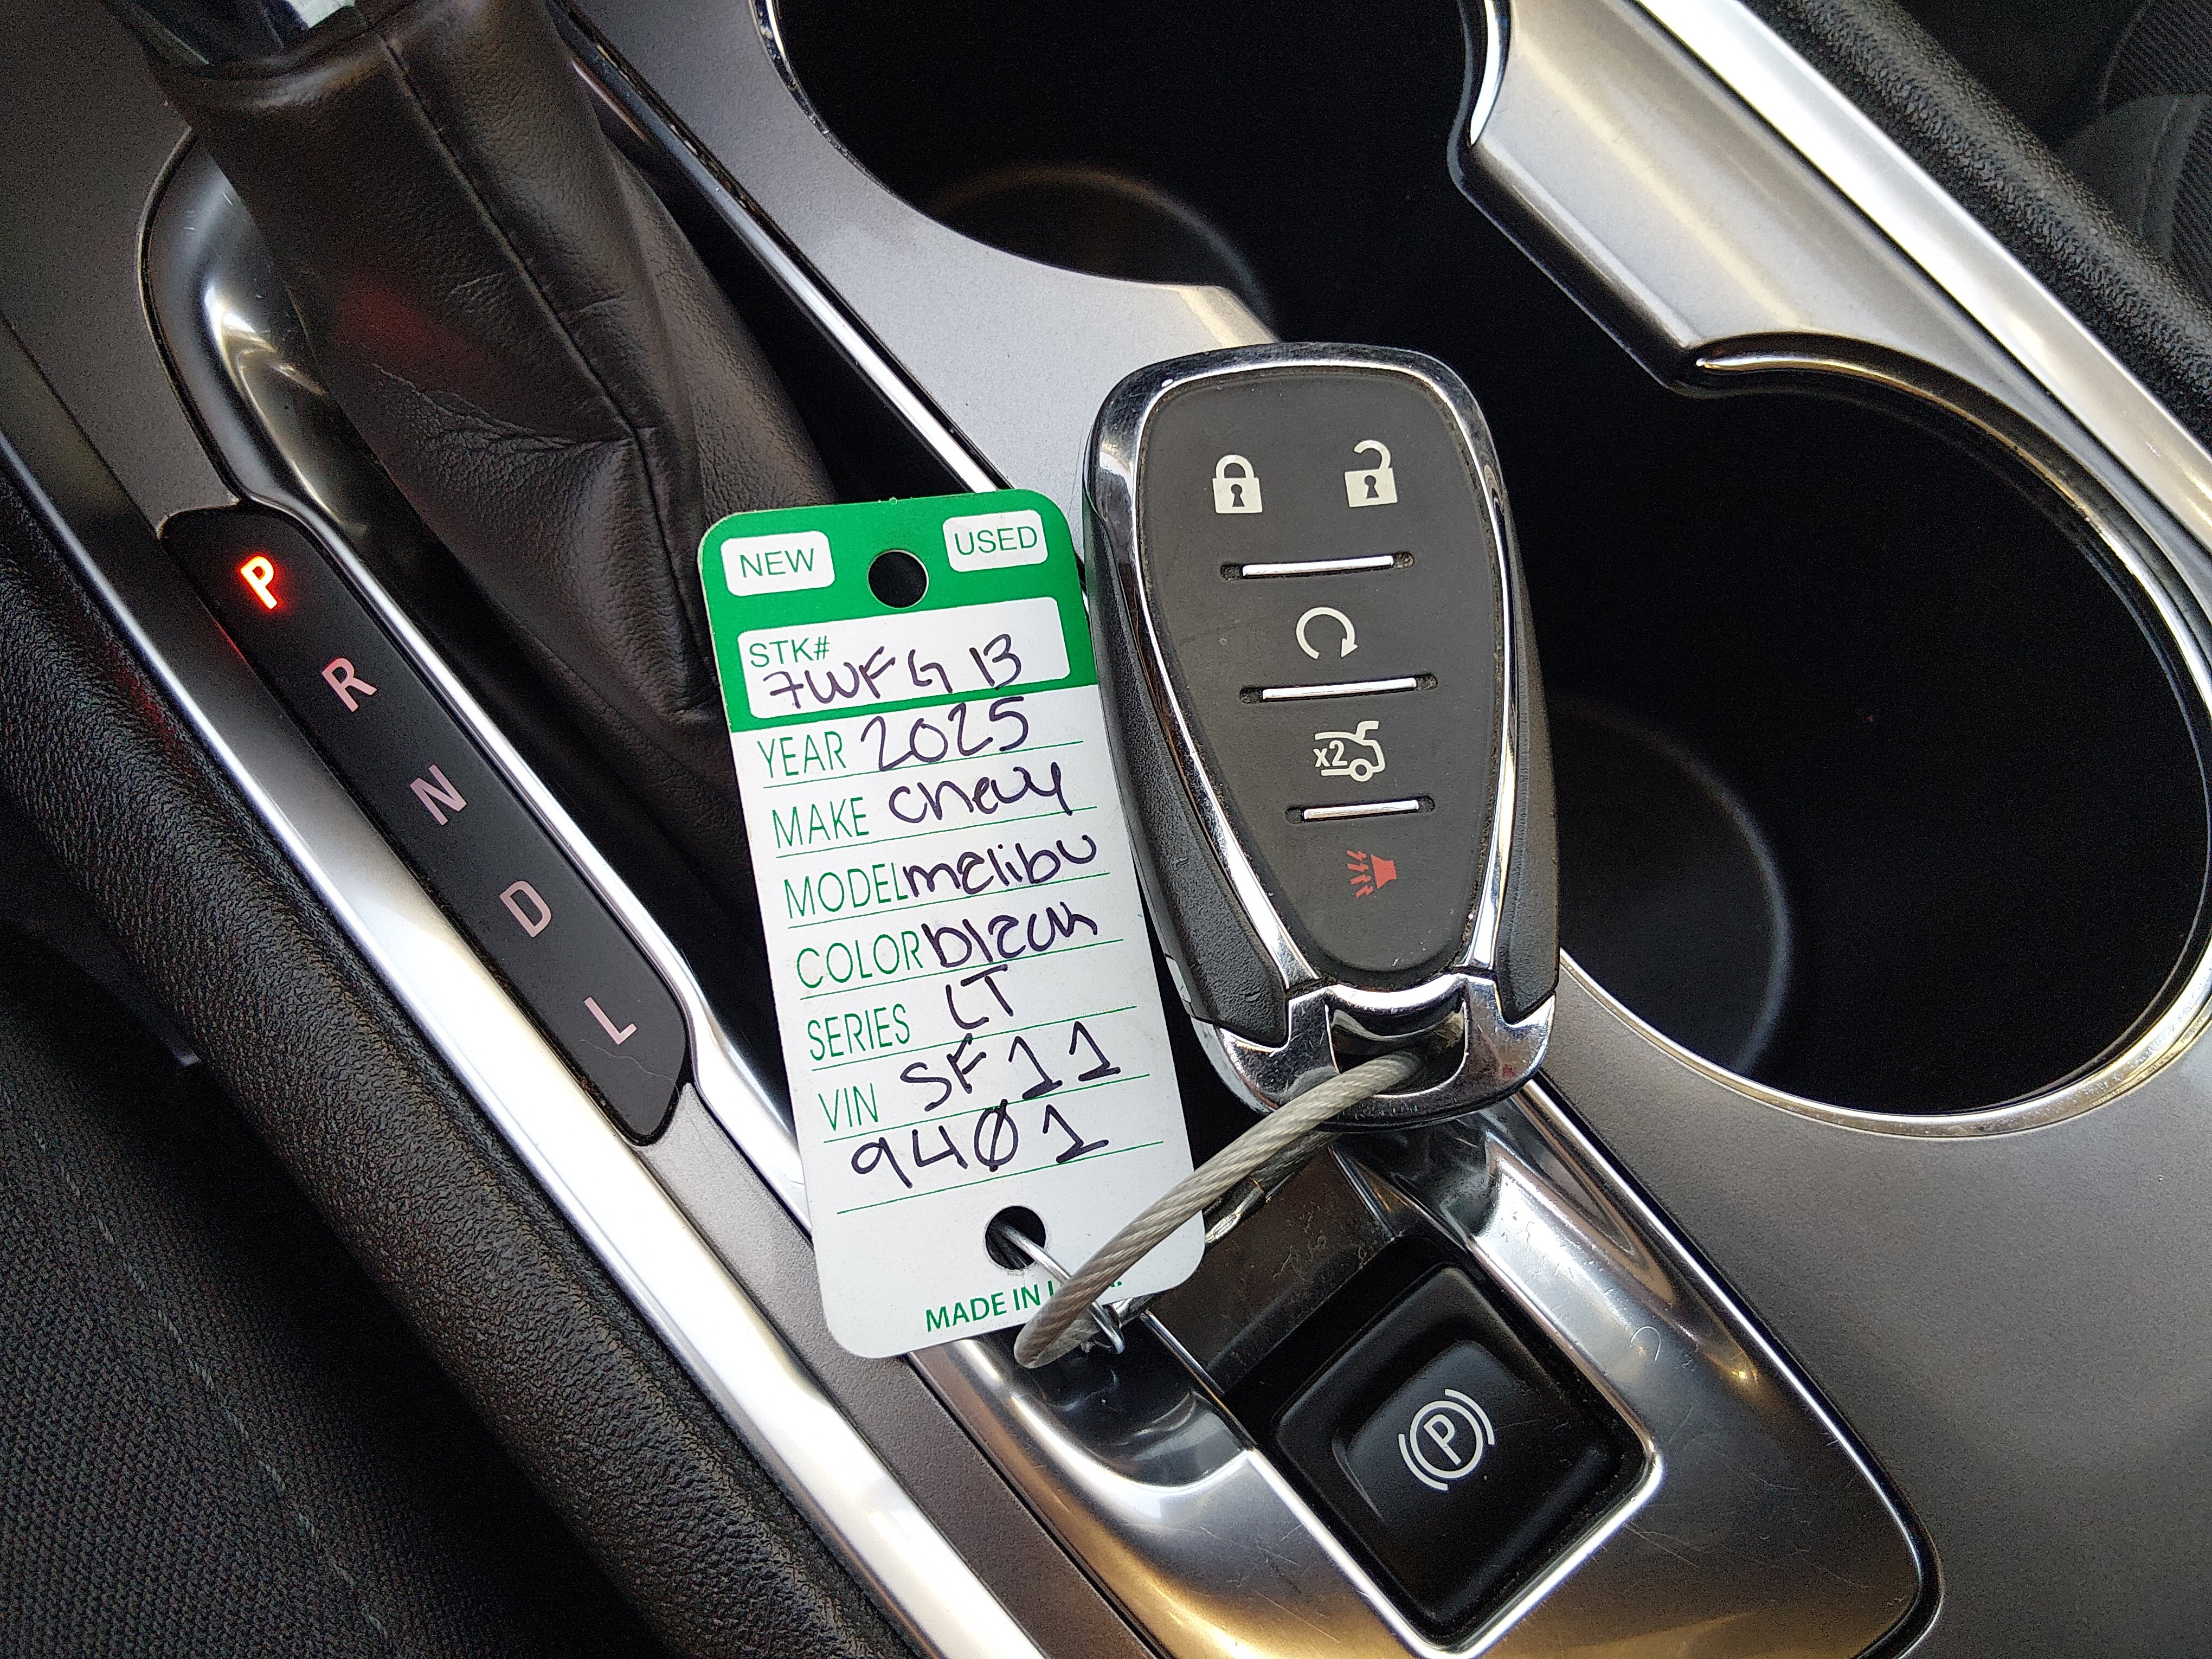 NEW USED
STK#
7WFG13
YEAR 2025
MAKE Chevy
MODEL malibu
COLOR black
SERIES LT
VIN SF11
9401
MADE IN
P
R
N
D
L
x2
P